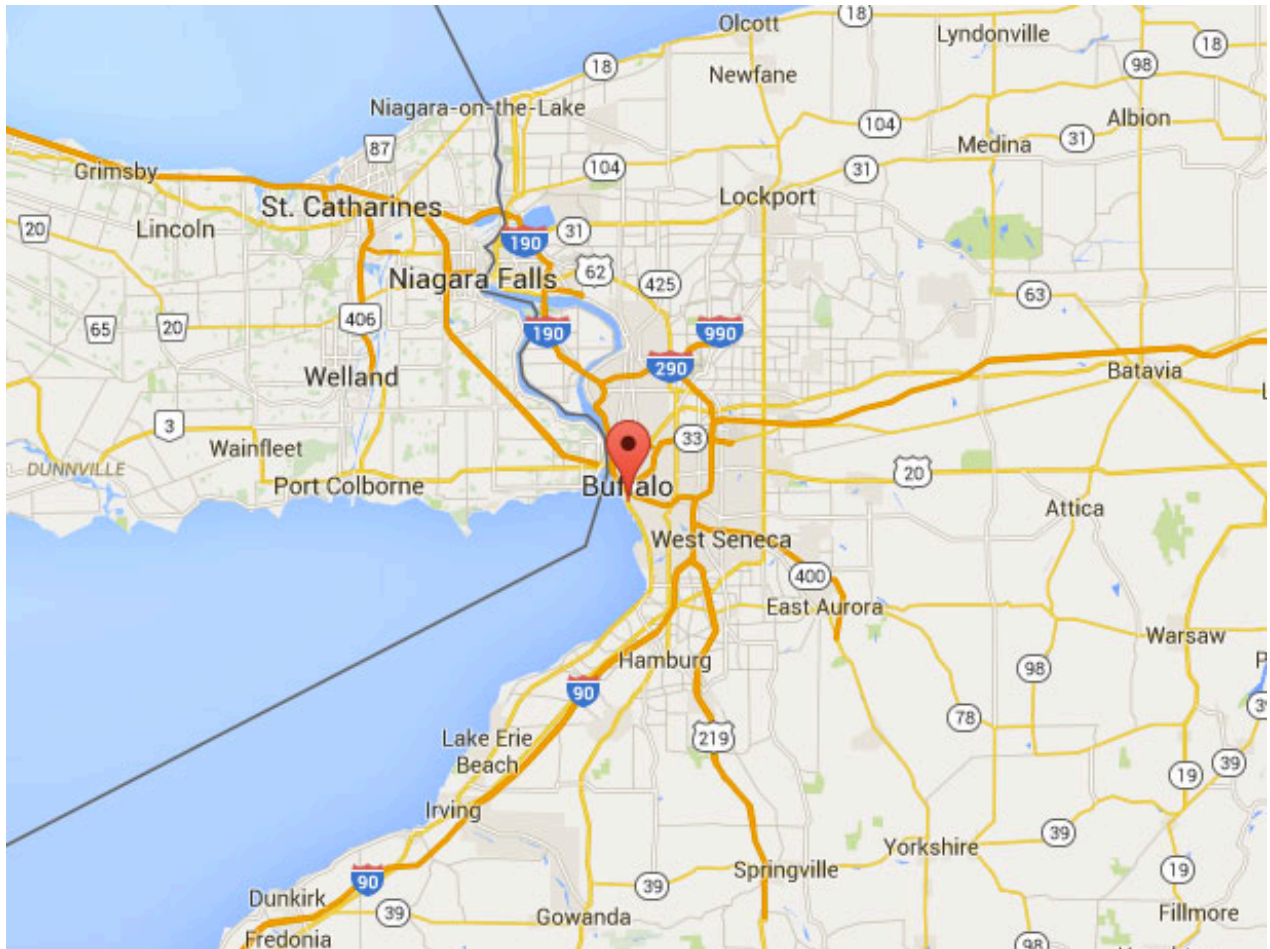 Olcott
18
Lyndonville
18
98
Newfane
18
Niagara-on-the-Lake
104
Albion
87
31
Medina
Grimsby
104
31
Lockport
St. Catharines
20
Lincoln
31
190
Niagara Falls
62
425
63
406
65
20
190
990
290
Batavia
Welland
L
3
33
Wainfleet
DUNNVILLE
20
Port Colborne
Buffalo
Attica
West Seneca
400
East Aurora
Warsaw
Hamburg
98
P
90
39
78
219
Lake Erie
Beach
39
19
Irving
39
Yorkshire
Springville
90
39
19
Dunkirk
39
Gowanda
Fillmore
Fredonia
98